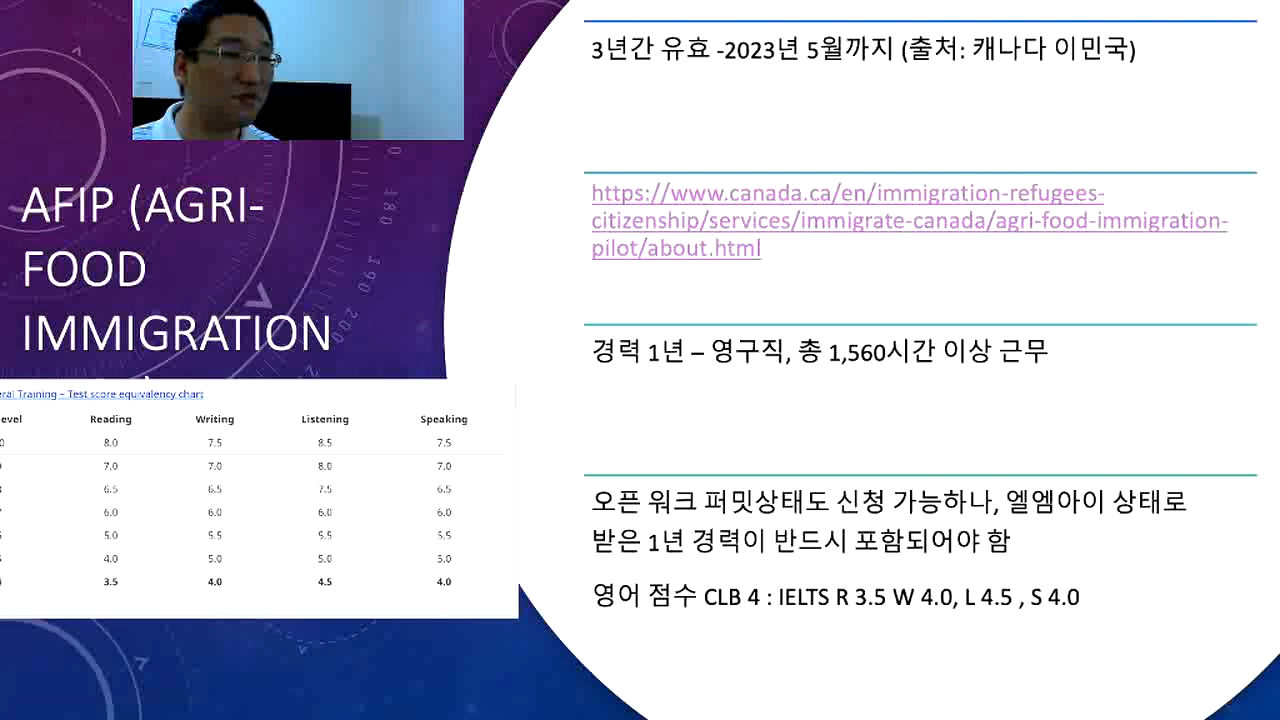 AFIP (AGRI-
FOOD
IMMIGRATION
3년간 유효 -2023년 5월까지 (출처: 캐나다 이민국)
https://www.canada.ca/en/immigration-refugees-
citizenship/services/immigrate-canada/agri-food-immigration-
pilot/about.html
경력 1년 – 영구직, 총 1,560시간 이상 근무
오픈 워크 퍼밋상태도 신청 가능하나, 엘엠아이 상태로
받은 1년 경력이 반드시 포함되어야 함
영어 점수 CLB 4 : IELTS R 3.5 W 4.0, L 4.5 , S 4.0
eral Training – Test score equivalency chart
evel Reading Writing Listening Speaking
0 8.0 7.5 8.5 7.5
7.0 7.0 8.0 7.0
6.5 6.5 7.5 6.5
6.0 6.0 6.0 6.0
5.0 5.5 5.5 5.5
4.0 5.0 5.0 5.0
3.5 4.0 4.5 4.0
180
190
200